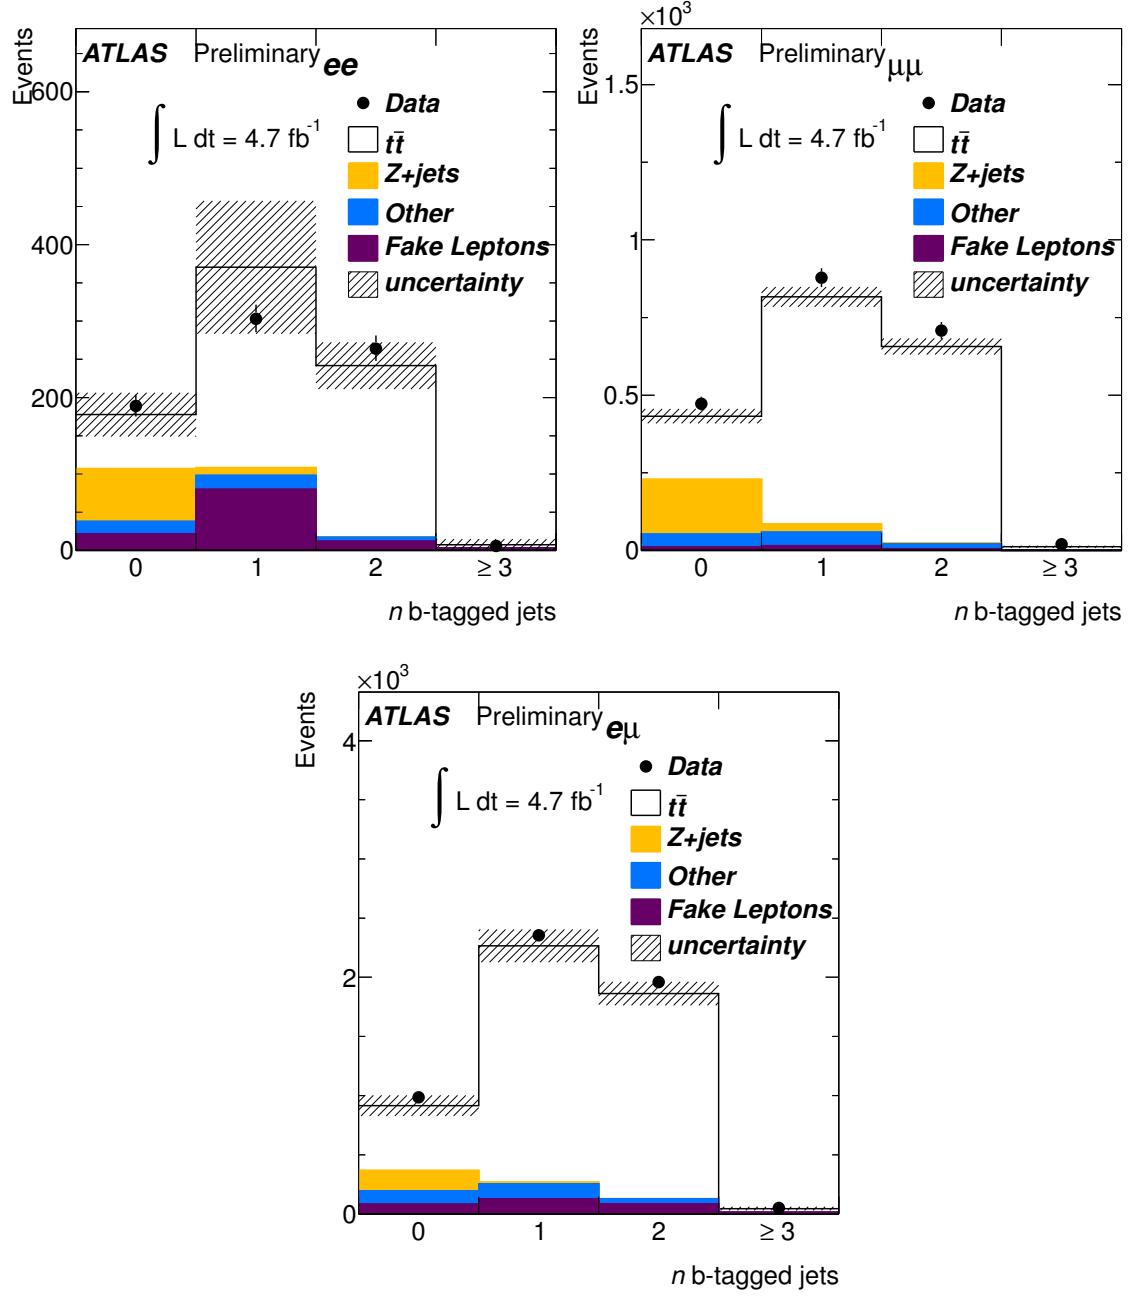 Events
ATLAS Preliminary ee
∫ L dt = 4.7 fb⁻¹
Data
tt̄
Z+jets
Other
Fake Leptons
uncertainty
600
400
200
0
0 1 2 ≥ 3
n b-tagged jets
×10³
Events
ATLAS Preliminary μμ
∫ L dt = 4.7 fb⁻¹
Data
tt̄
Z+jets
Other
Fake Leptons
uncertainty
1.5
1
0.5
0
0 1 2 ≥ 3
n b-tagged jets
×10³
Events
ATLAS Preliminary eμ
∫ L dt = 4.7 fb⁻¹
Data
tt̄
Z+jets
Other
Fake Leptons
uncertainty
4
2
0
0 1 2 ≥ 3
n b-tagged jets